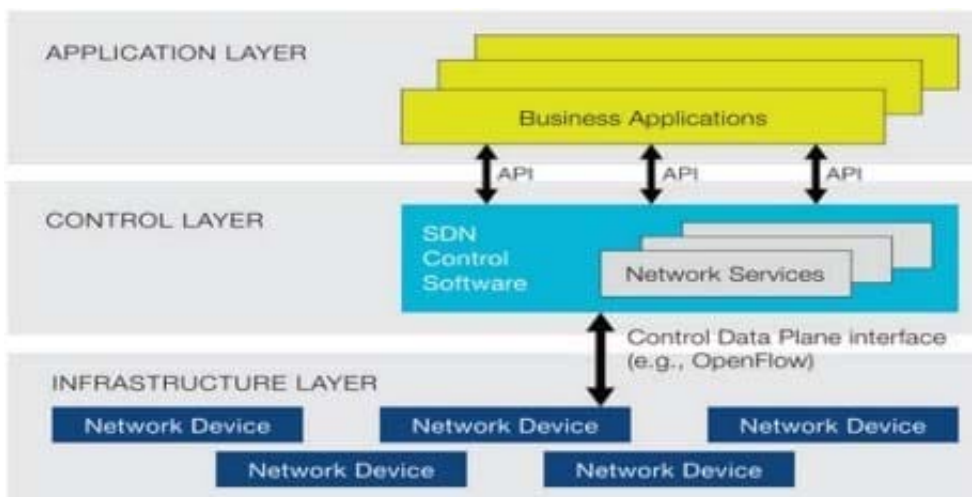 APPLICATION LAYER
Business Applications
API
API
API
CONTROL LAYER
SDN
Control
Software
Network Services
Control Data Plane interface
(e.g., OpenFlow)
INFRASTRUCTURE LAYER
Network Device
Network Device
Network Device
Network Device
Network Device